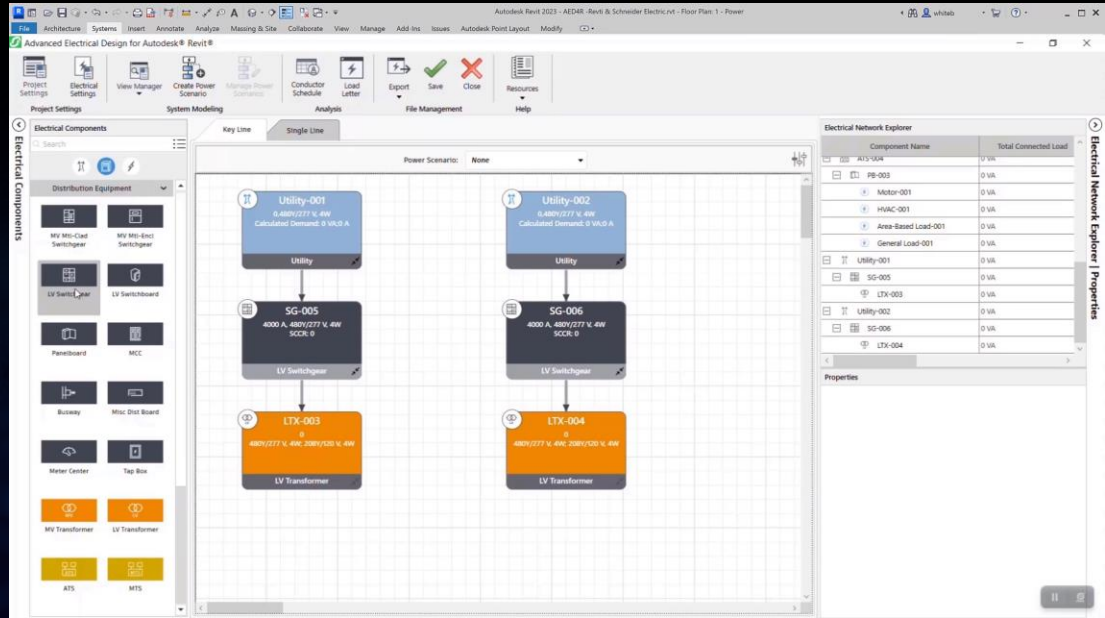 Autodesk Revit 2023 - AED4R -Revti & Schneider Electric.rvt - Floor Plan: 1 - Power
whiteb
File Architecture Systems Insert Annotate Analyze Massing & Site Collaborate View Manage Add-Ins Issues Autodesk Point Layout Modify
Advanced Electrical Design for Autodesk® Revit®
Project Settings
Electrical Settings
View Manager
Create Power Scenario
Manage Power Scenarios
Conductor Schedule
Load Letter
Export
Save
Close
Resources
Project Settings
System Modeling
Analysis
File Management
Help
Electrical Components
Electrical Components
Search
Distribution Equipment
MV Mtl-Clad Switchgear
MV Mtl-Encl Switchgear
LV Switchgear
LV Switchboard
Panelboard
MCC
Busway
Misc Dist Board
Meter Center
Tap Box
MV Transformer
LV Transformer
ATS
MTS
Key Line
Single Line
Power Scenario: None
Utility-001
0.480Y/277 V, 4W
Calculated Demand: 0 VA;0 A
Utility
SG-005
4000 A, 480Y/277 V, 4W
SCCR: 0
LV Switchgear
LTX-003
0
480Y/277 V, 4W; 208Y/120 V, 4W
LV Transformer
Utility-002
0.480Y/277 V, 4W
Calculated Demand: 0 VA;0 A
Utility
SG-006
4000 A, 480Y/277 V, 4W
SCCR: 0
LV Switchgear
LTX-004
0
480Y/277 V, 4W; 208Y/120 V, 4W
LV Transformer
Electrical Network Explorer
Component Name Total Connected Load
ATS-004 0 VA
PB-003 0 VA
Motor-001 0 VA
HVAC-001 0 VA
Area-Based Load-001 0 VA
General Load-001 0 VA
Utility-001 0 VA
SG-005 0 VA
LTX-003 0 VA
Utility-002 0 VA
SG-006 0 VA
LTX-004 0 VA
Properties
Electrical Network Explorer | Properties